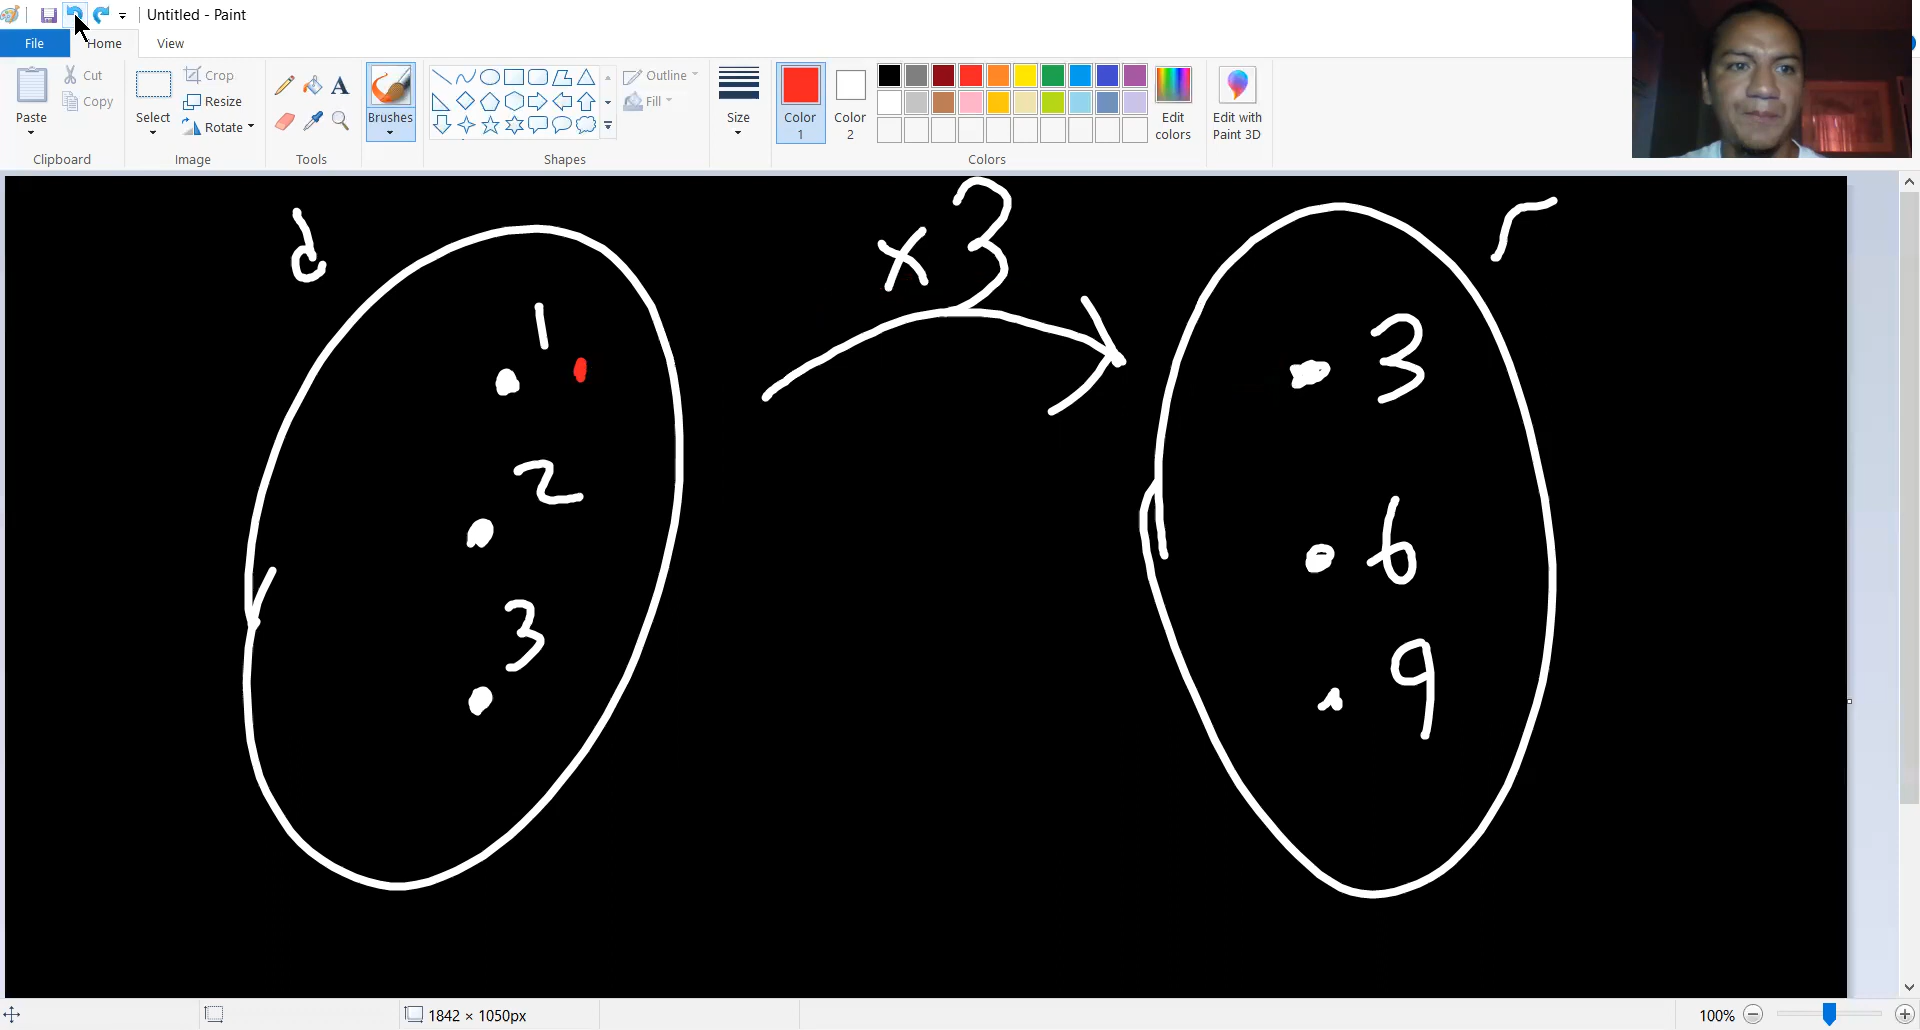 Untitled - Paint
File Home View
Paste
Cut
Copy
Clipboard
Select
Crop
Resize
Rotate
Image
Tools
Brushes
Outline
Fill
Shapes
Size
Color 1
Color 2
Edit colors
Colors
Edit with Paint 3D
d
x 3
r
1
2
3
3
6
9
1842 × 1050px
100%